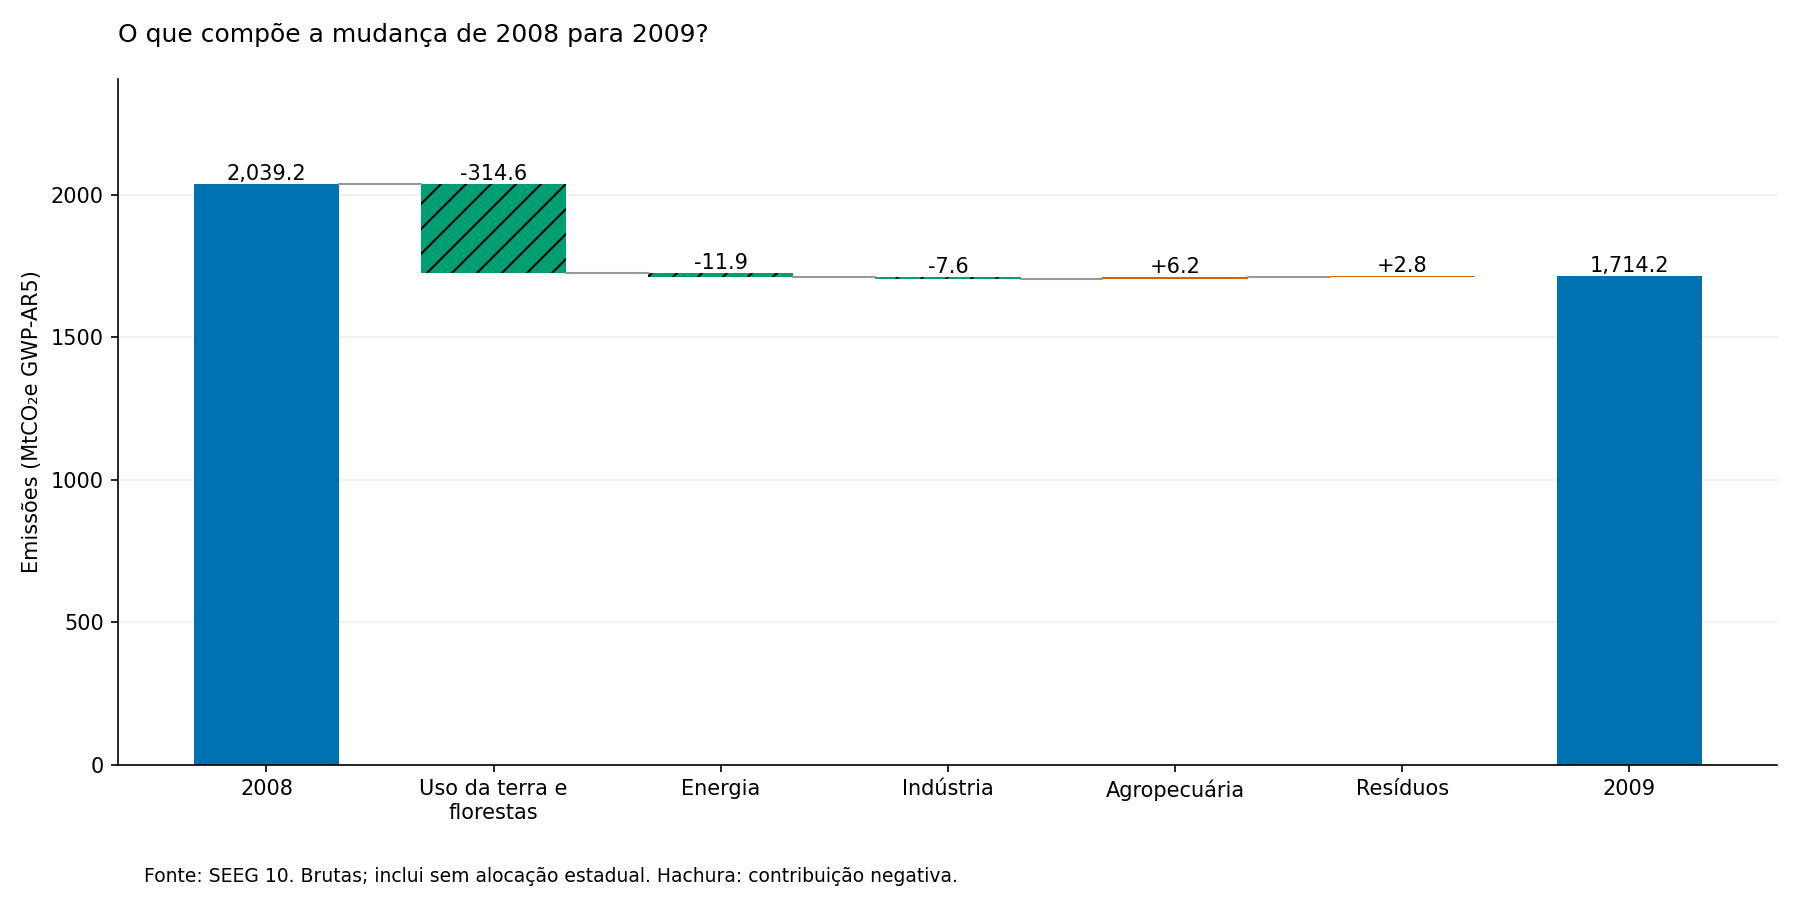 O que compõe a mudança de 2008 para 2009?
Emissões (MtCO₂e GWP-AR5)
2000
1500
1000
500
0
2,039.2
-314.6
-11.9
-7.6
+6.2
+2.8
1,714.2
2008
Uso da terra e
florestas
Energia
Indústria
Agropecuária
Resíduos
2009
Fonte: SEEG 10. Brutas; inclui sem alocação estadual. Hachura: contribuição negativa.